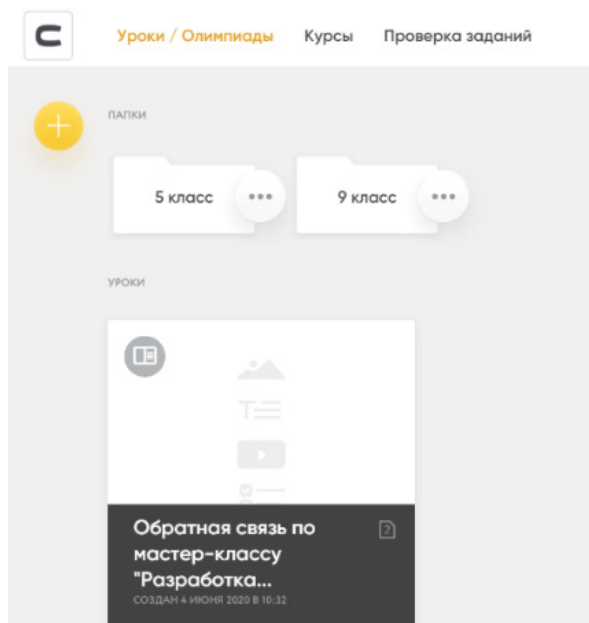 Уроки / Олимпиады Курсы Проверка заданий
ПАПКИ
5 класс 9 класс
УРОКИ
Обратная связь по
мастер-классу
"Разработка...
СОЗДАН 4 ИЮНЯ 2020 В 10:32
2